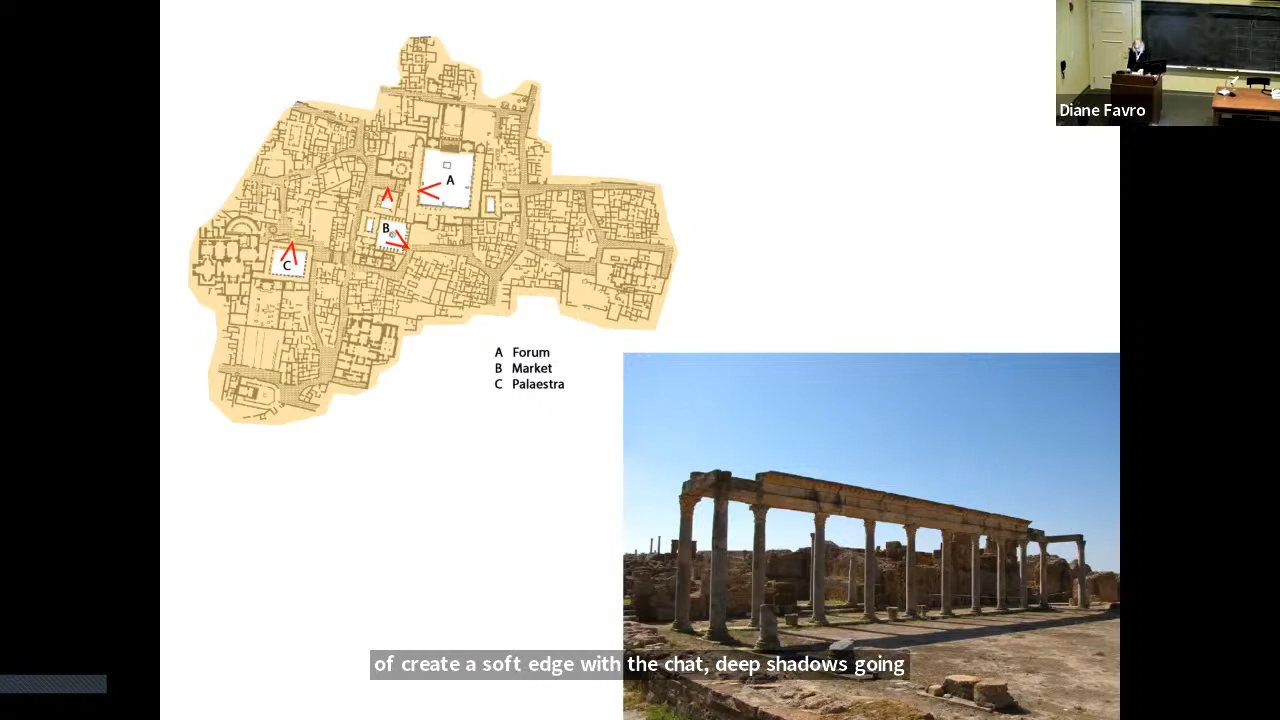 Diane Favro
A
B
C
A Forum
B Market
C Palaestra
of create a soft edge with the chat, deep shadows going